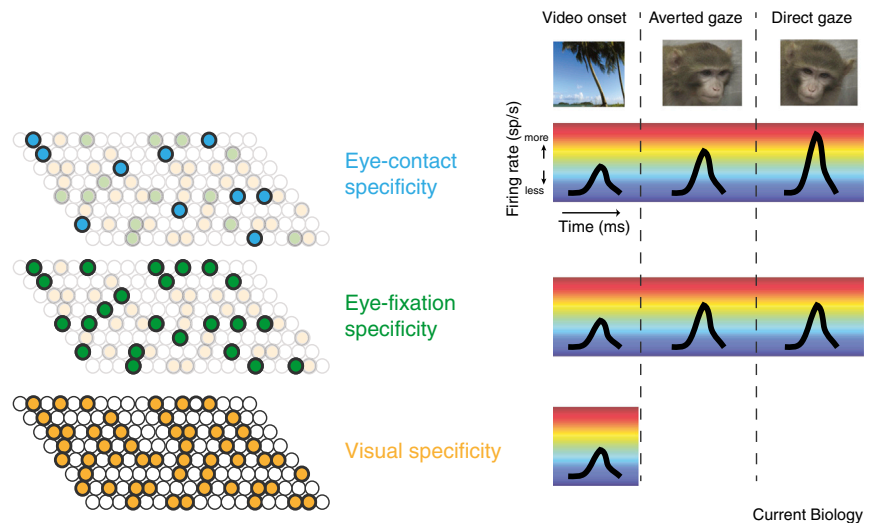 Video onset
Averted gaze
Direct gaze
Eye-contact
specificity
Firing rate (sp/s)
more
less
Time (ms)
Eye-fixation
specificity
Visual specificity
Current Biology